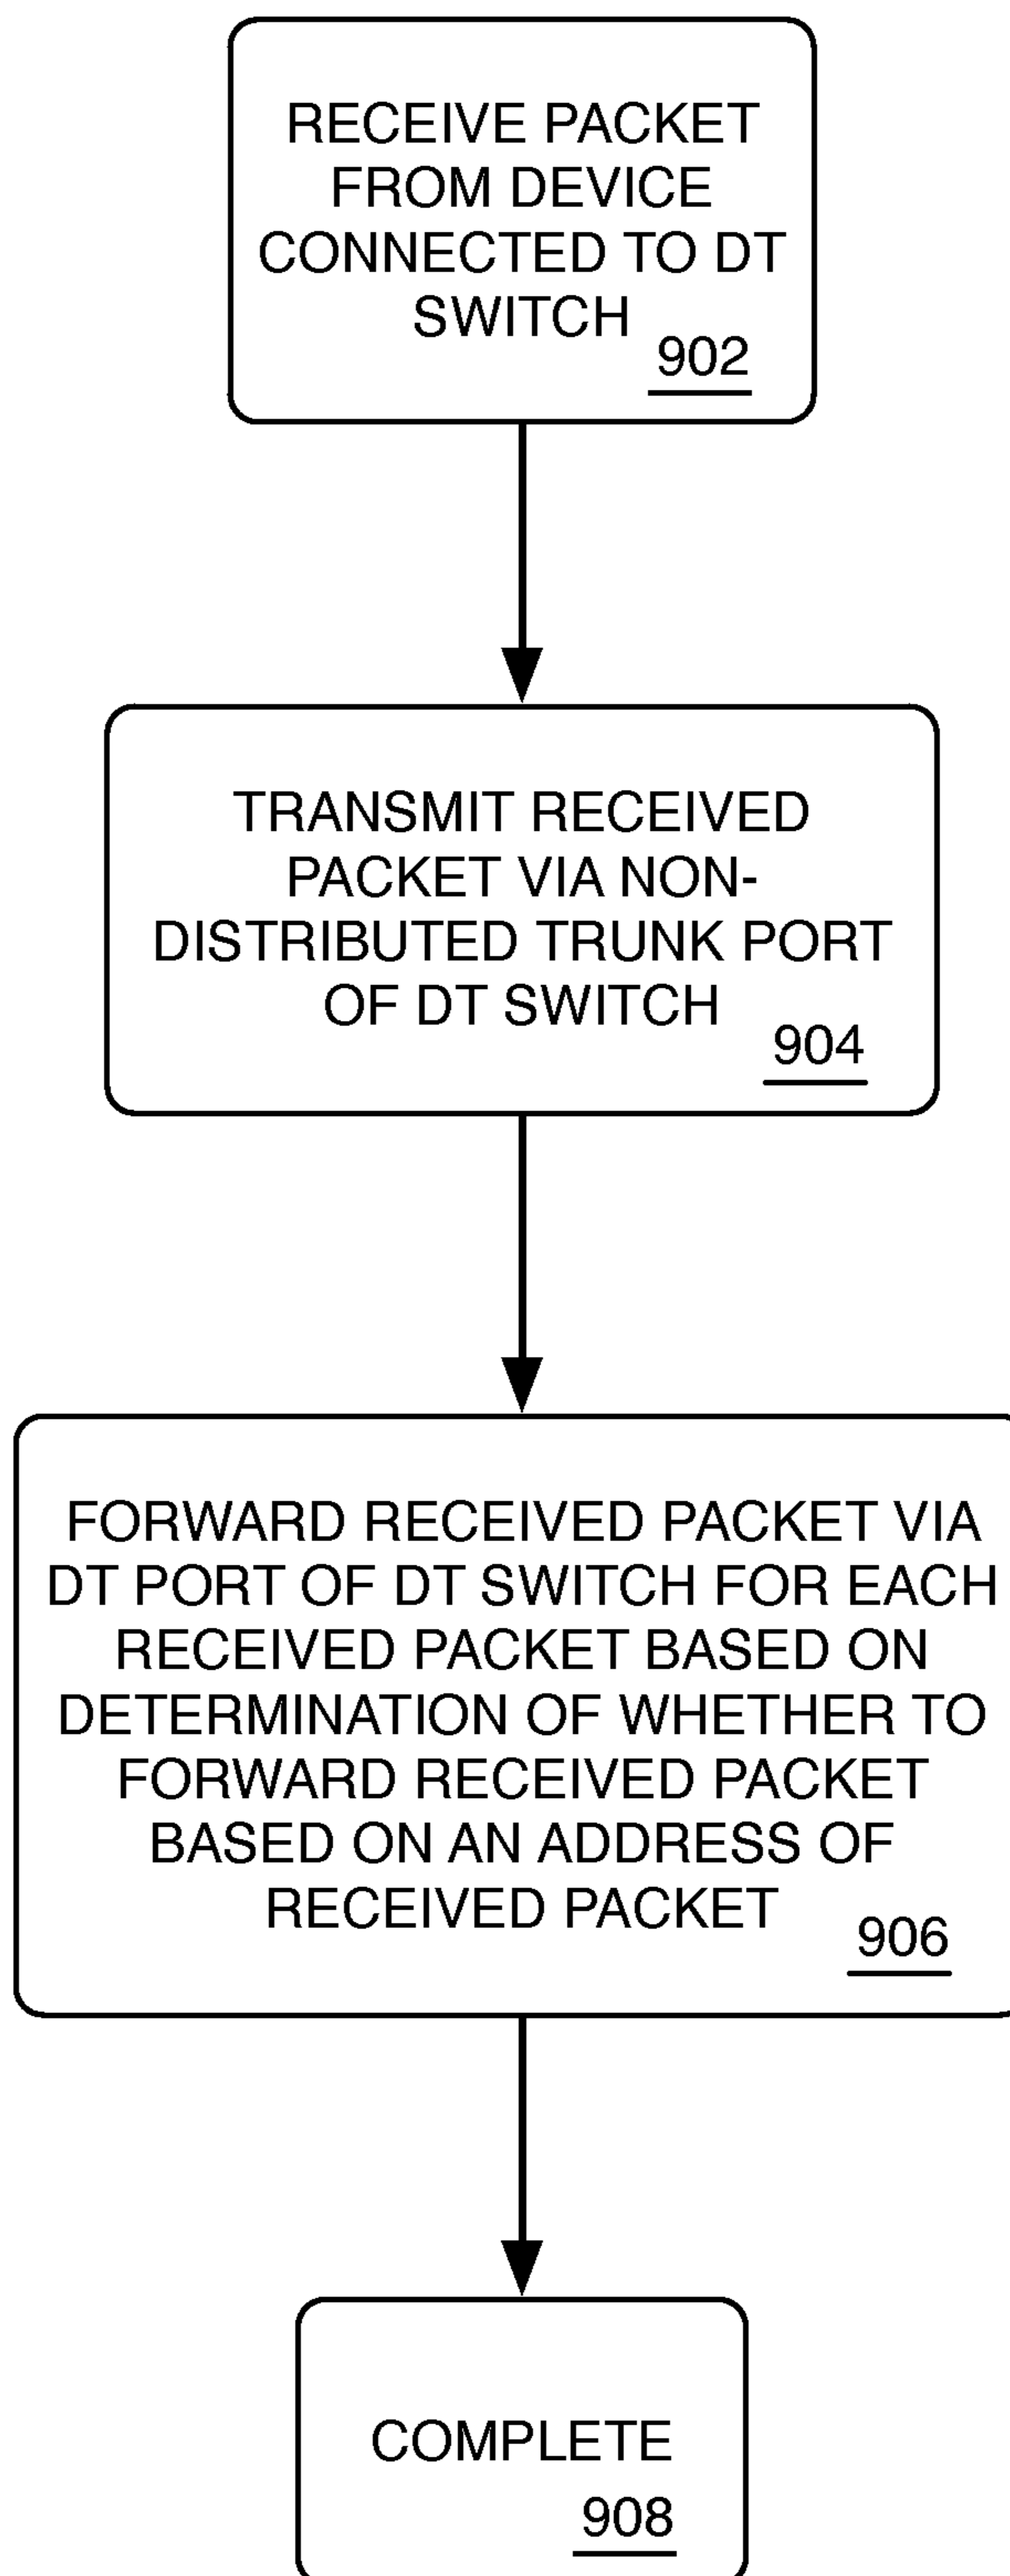 RECEIVE PACKET
FROM DEVICE
CONNECTED TO DT
SWITCH
902
TRANSMIT RECEIVED
PACKET VIA NON-
DISTRIBUTED TRUNK PORT
OF DT SWITCH
904
FORWARD RECEIVED PACKET VIA
DT PORT OF DT SWITCH FOR EACH
RECEIVED PACKET BASED ON
DETERMINATION OF WHETHER TO
FORWARD RECEIVED PACKET
BASED ON AN ADDRESS OF
RECEIVED PACKET
906
COMPLETE
908